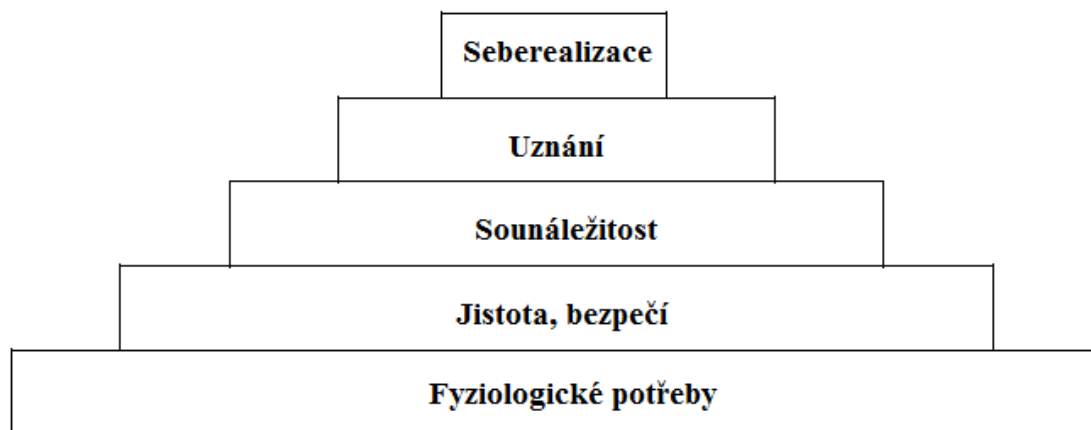 Seberealizace
Uznání
Sounáležitost
Jistota, bezpečí
Fyziologické potřeby